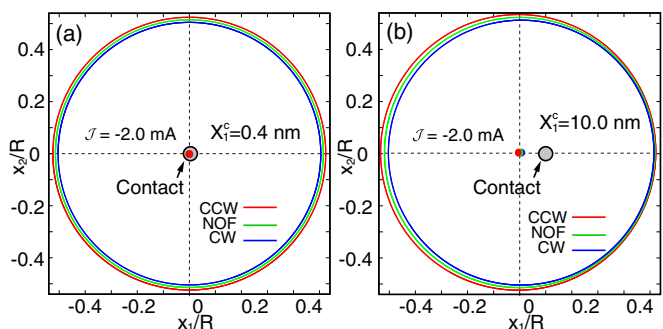 (a)
𝒥 = -2.0 mA
X₁ᶜ=0.4 nm
Contact
CCW
NOF
CW
x₂/R
0.4
0.2
0
-0.2
-0.4
-0.4
-0.2
0
0.2
0.4
x₁/R
(b)
𝒥 = -2.0 mA
X₁ᶜ=10.0 nm
Contact
CCW
NOF
CW
x₂/R
0.4
0.2
0
-0.2
-0.4
-0.4
-0.2
0
0.2
0.4
x₁/R